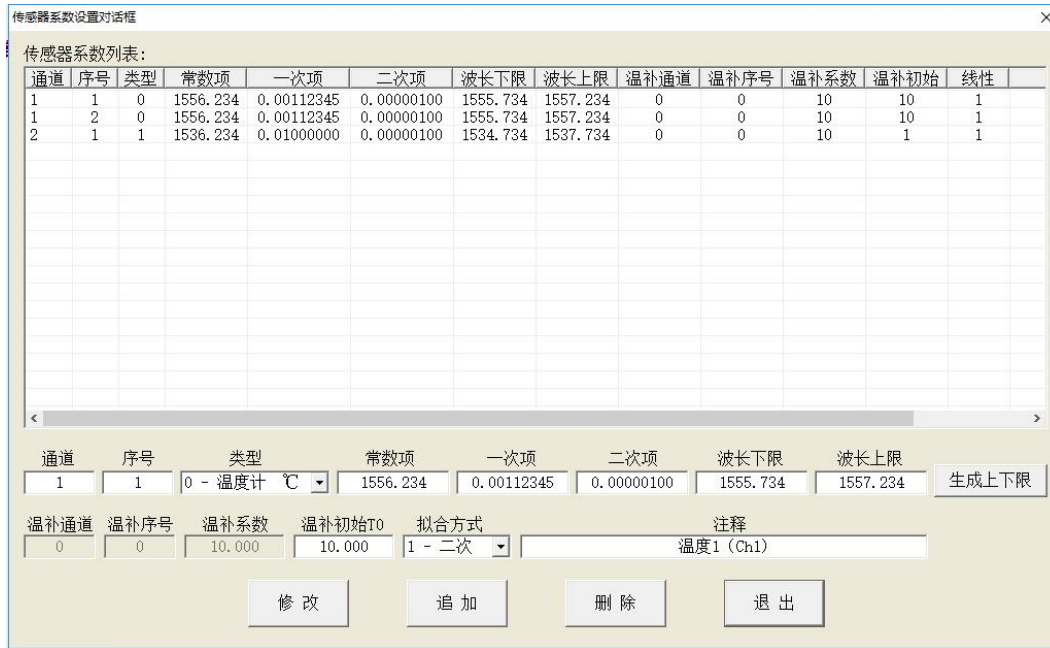 传感器系数设置对话框
传感器系数列表:
通道 序号 类型 常数项 一次项 二次项 波长下限 波长上限 温补通道 温补序号 温补系数 温补初始 线性
1 1 0 1556.234 0.00112345 0.00000100 1555.734 1557.234 0 0 10 10 1
1 2 0 1556.234 0.00112345 0.00000100 1555.734 1557.234 0 0 10 10 1
2 1 1 1536.234 0.01000000 0.00000100 1534.734 1537.734 0 0 10 1 1
通道 序号 类型 常数项 一次项 二次项 波长下限 波长上限
1 1 0 - 温度计 ℃ 1556.234 0.00112345 0.00000100 1555.734 1557.234 生成上下限
温补通道 温补序号 温补系数 温补初始T0 拟合方式 注释
0 0 10.000 10.000 1 - 二次 温度1 (Ch1)
修 改 追 加 删 除 退 出